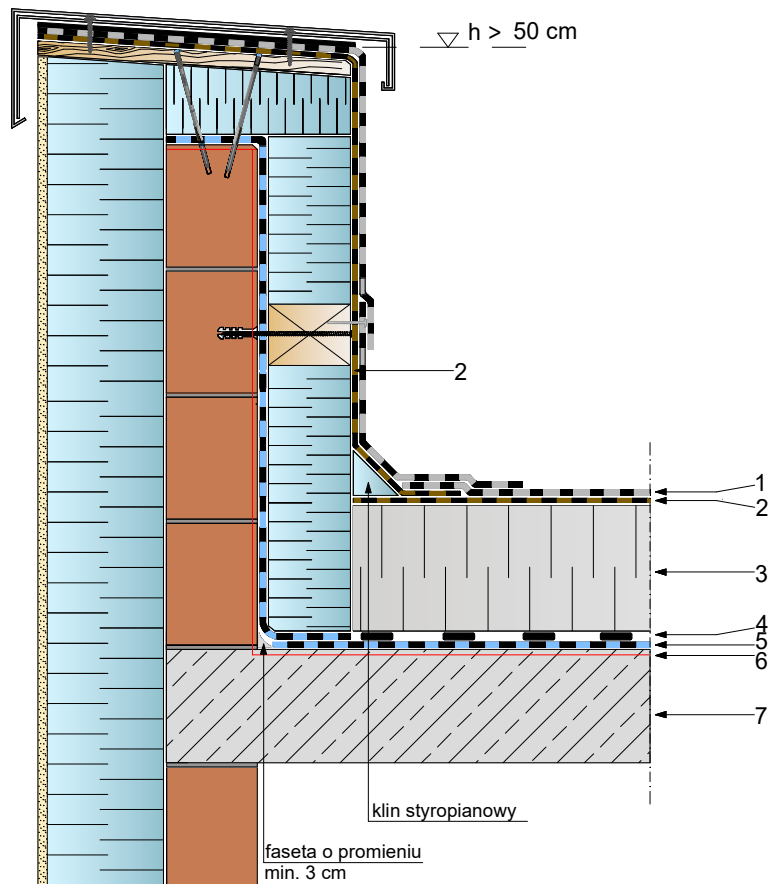 h > 50 cm
2
1
2
3
4
5
6
7
klin styropianowy
faseta o promieniu
min. 3 cm